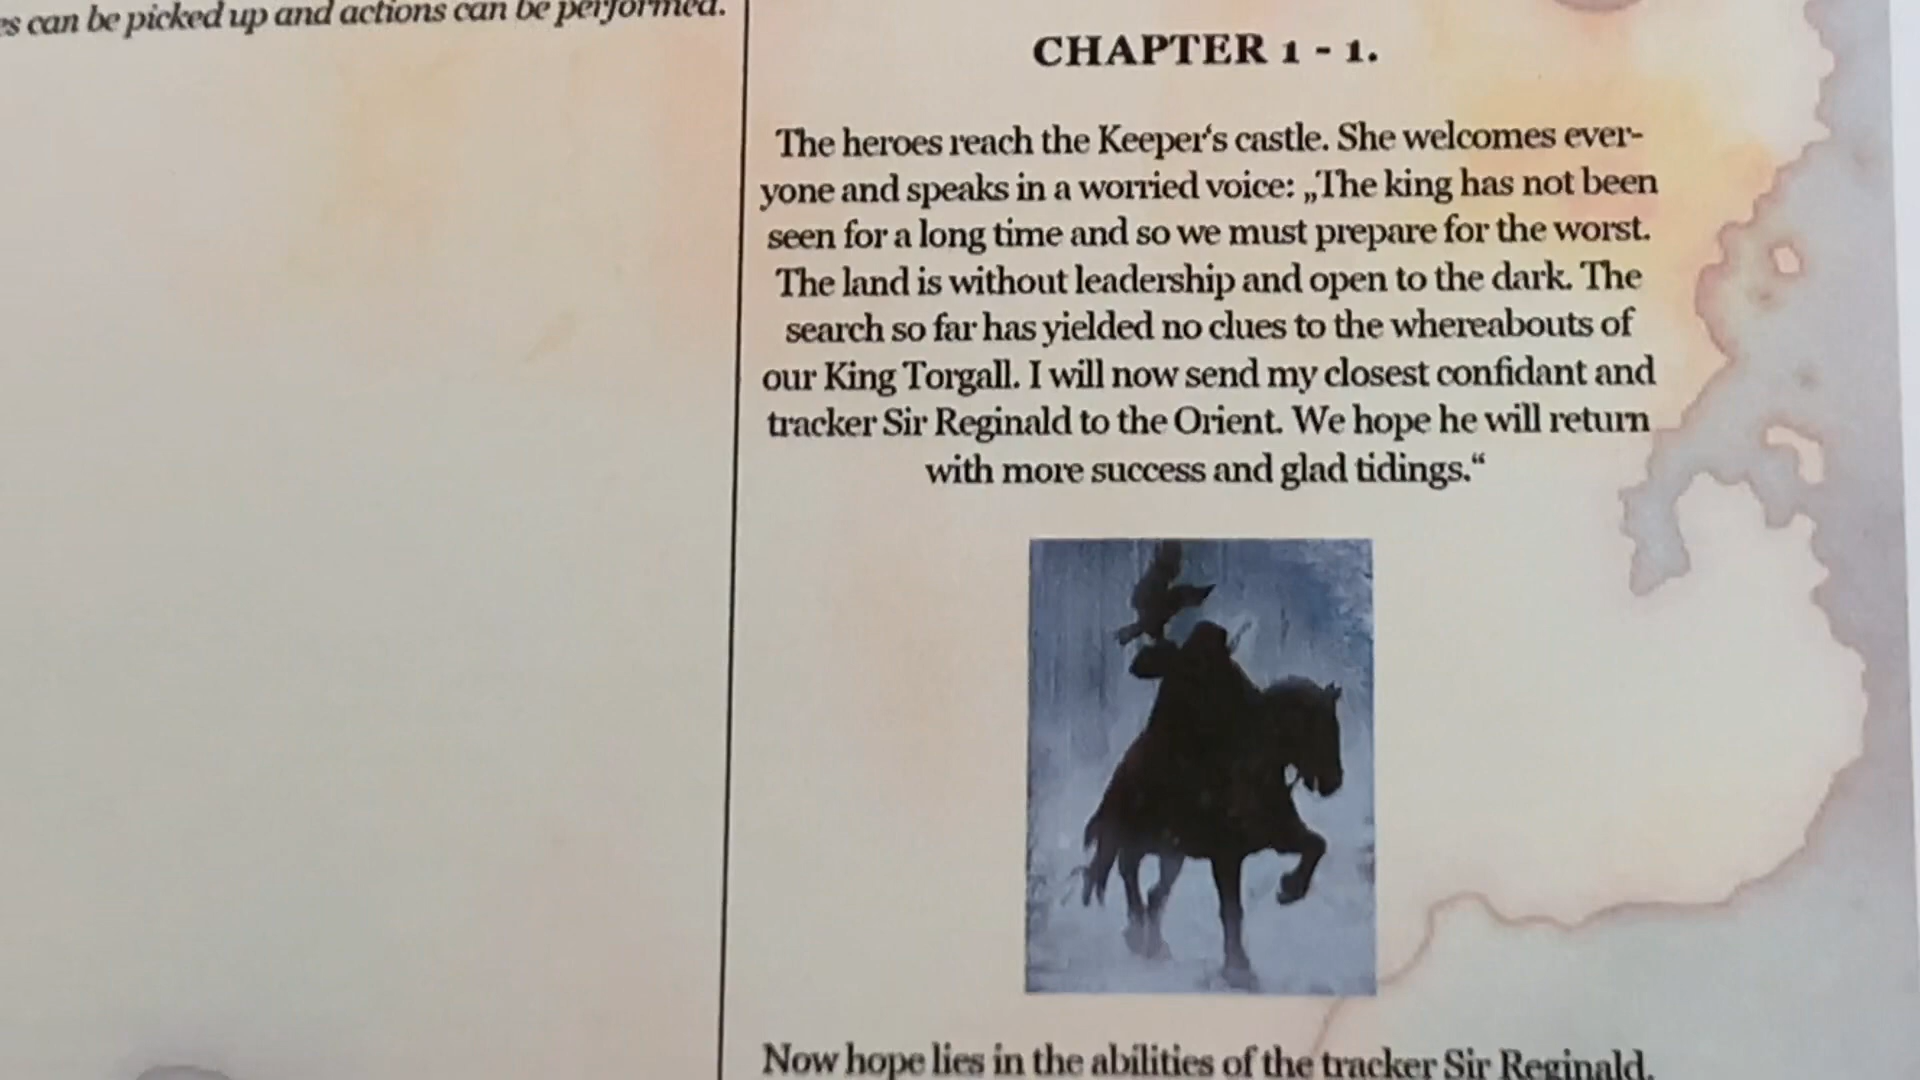 es can be picked up and actions can be performed.
CHAPTER 1 - 1.
The heroes reach the Keeper‘s castle. She welcomes ever-
yone and speaks in a worried voice: „The king has not been
seen for a long time and so we must prepare for the worst.
The land is without leadership and open to the dark. The
search so far has yielded no clues to the whereabouts of
our King Torgall. I will now send my closest confidant and
tracker Sir Reginald to the Orient. We hope he will return
with more success and glad tidings.“
Now hope lies in the abilities of the tracker Sir Reginald.